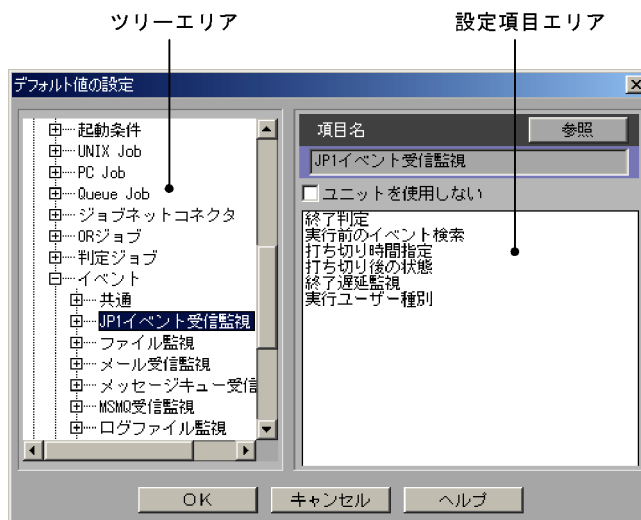 ツリーエリア
設定項目エリア
デフォルト値の設定
起動条件
UNIX Job
PC Job
Queue Job
ジョブネットコネクタ
ORジョブ
判定ジョブ
イベント
共通
JP1イベント受信監視
ファイル監視
メール受信監視
メッセージキュー受信
MSMQ受信監視
ログファイル監視
項目名
参照
JP1イベント受信監視
ユニットを使用しない
終了判定
実行前のイベント検索
打ち切り時間指定
打ち切り後の状態
終了遅延監視
実行ユーザー種別
OK
キャンセル
ヘルプ